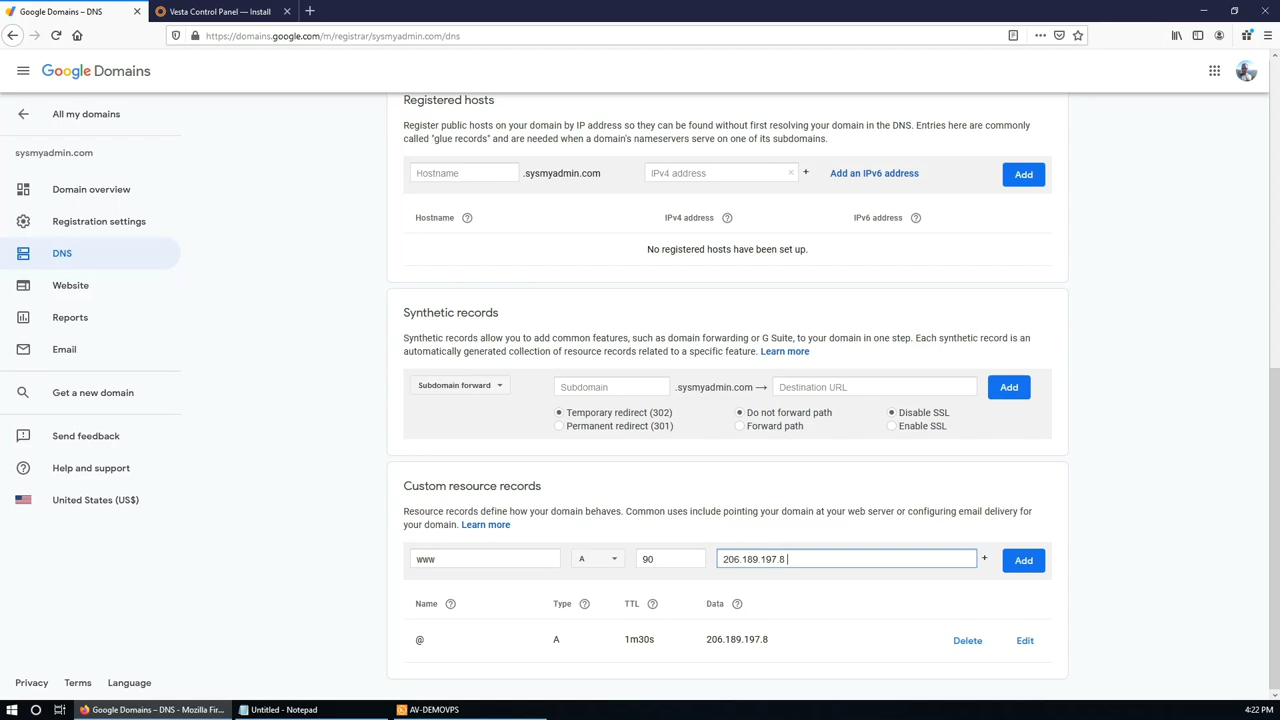 Google Domains – DNS
Vesta Control Panel — Install
https://domains.google.com/m/registrar/sysmyadmin.com/dns
Google Domains
All my domains
sysmyadmin.com
Domain overview
Registration settings
DNS
Website
Reports
Email
Get a new domain
Send feedback
Help and support
United States (US$)
Privacy Terms Language
Registered hosts
Register public hosts on your domain by IP address so they can be found without first resolving your domain in the DNS. Entries here are commonly
called "glue records" and are needed when a domain's nameservers serve on one of its subdomains.
Hostname .sysmyadmin.com IPv4 address × + Add an IPv6 address Add
Hostname ? IPv4 address ? IPv6 address ?
No registered hosts have been set up.
Synthetic records
Synthetic records allow you to add common features, such as domain forwarding or G Suite, to your domain in one step. Each synthetic record is an
automatically generated collection of resource records related to a specific feature. Learn more
Subdomain forward Subdomain .sysmyadmin.com → Destination URL Add
Temporary redirect (302) Do not forward path Disable SSL
Permanent redirect (301) Forward path Enable SSL
Custom resource records
Resource records define how your domain behaves. Common uses include pointing your domain at your web server or configuring email delivery for
your domain. Learn more
www A 90 206.189.197.8 + Add
Name ? Type ? TTL ? Data ?
@ A 1m30s 206.189.197.8 Delete Edit
Google Domains – DNS - Mozilla Fir... Untitled - Notepad AV-DEMOVPS 4:22 PM